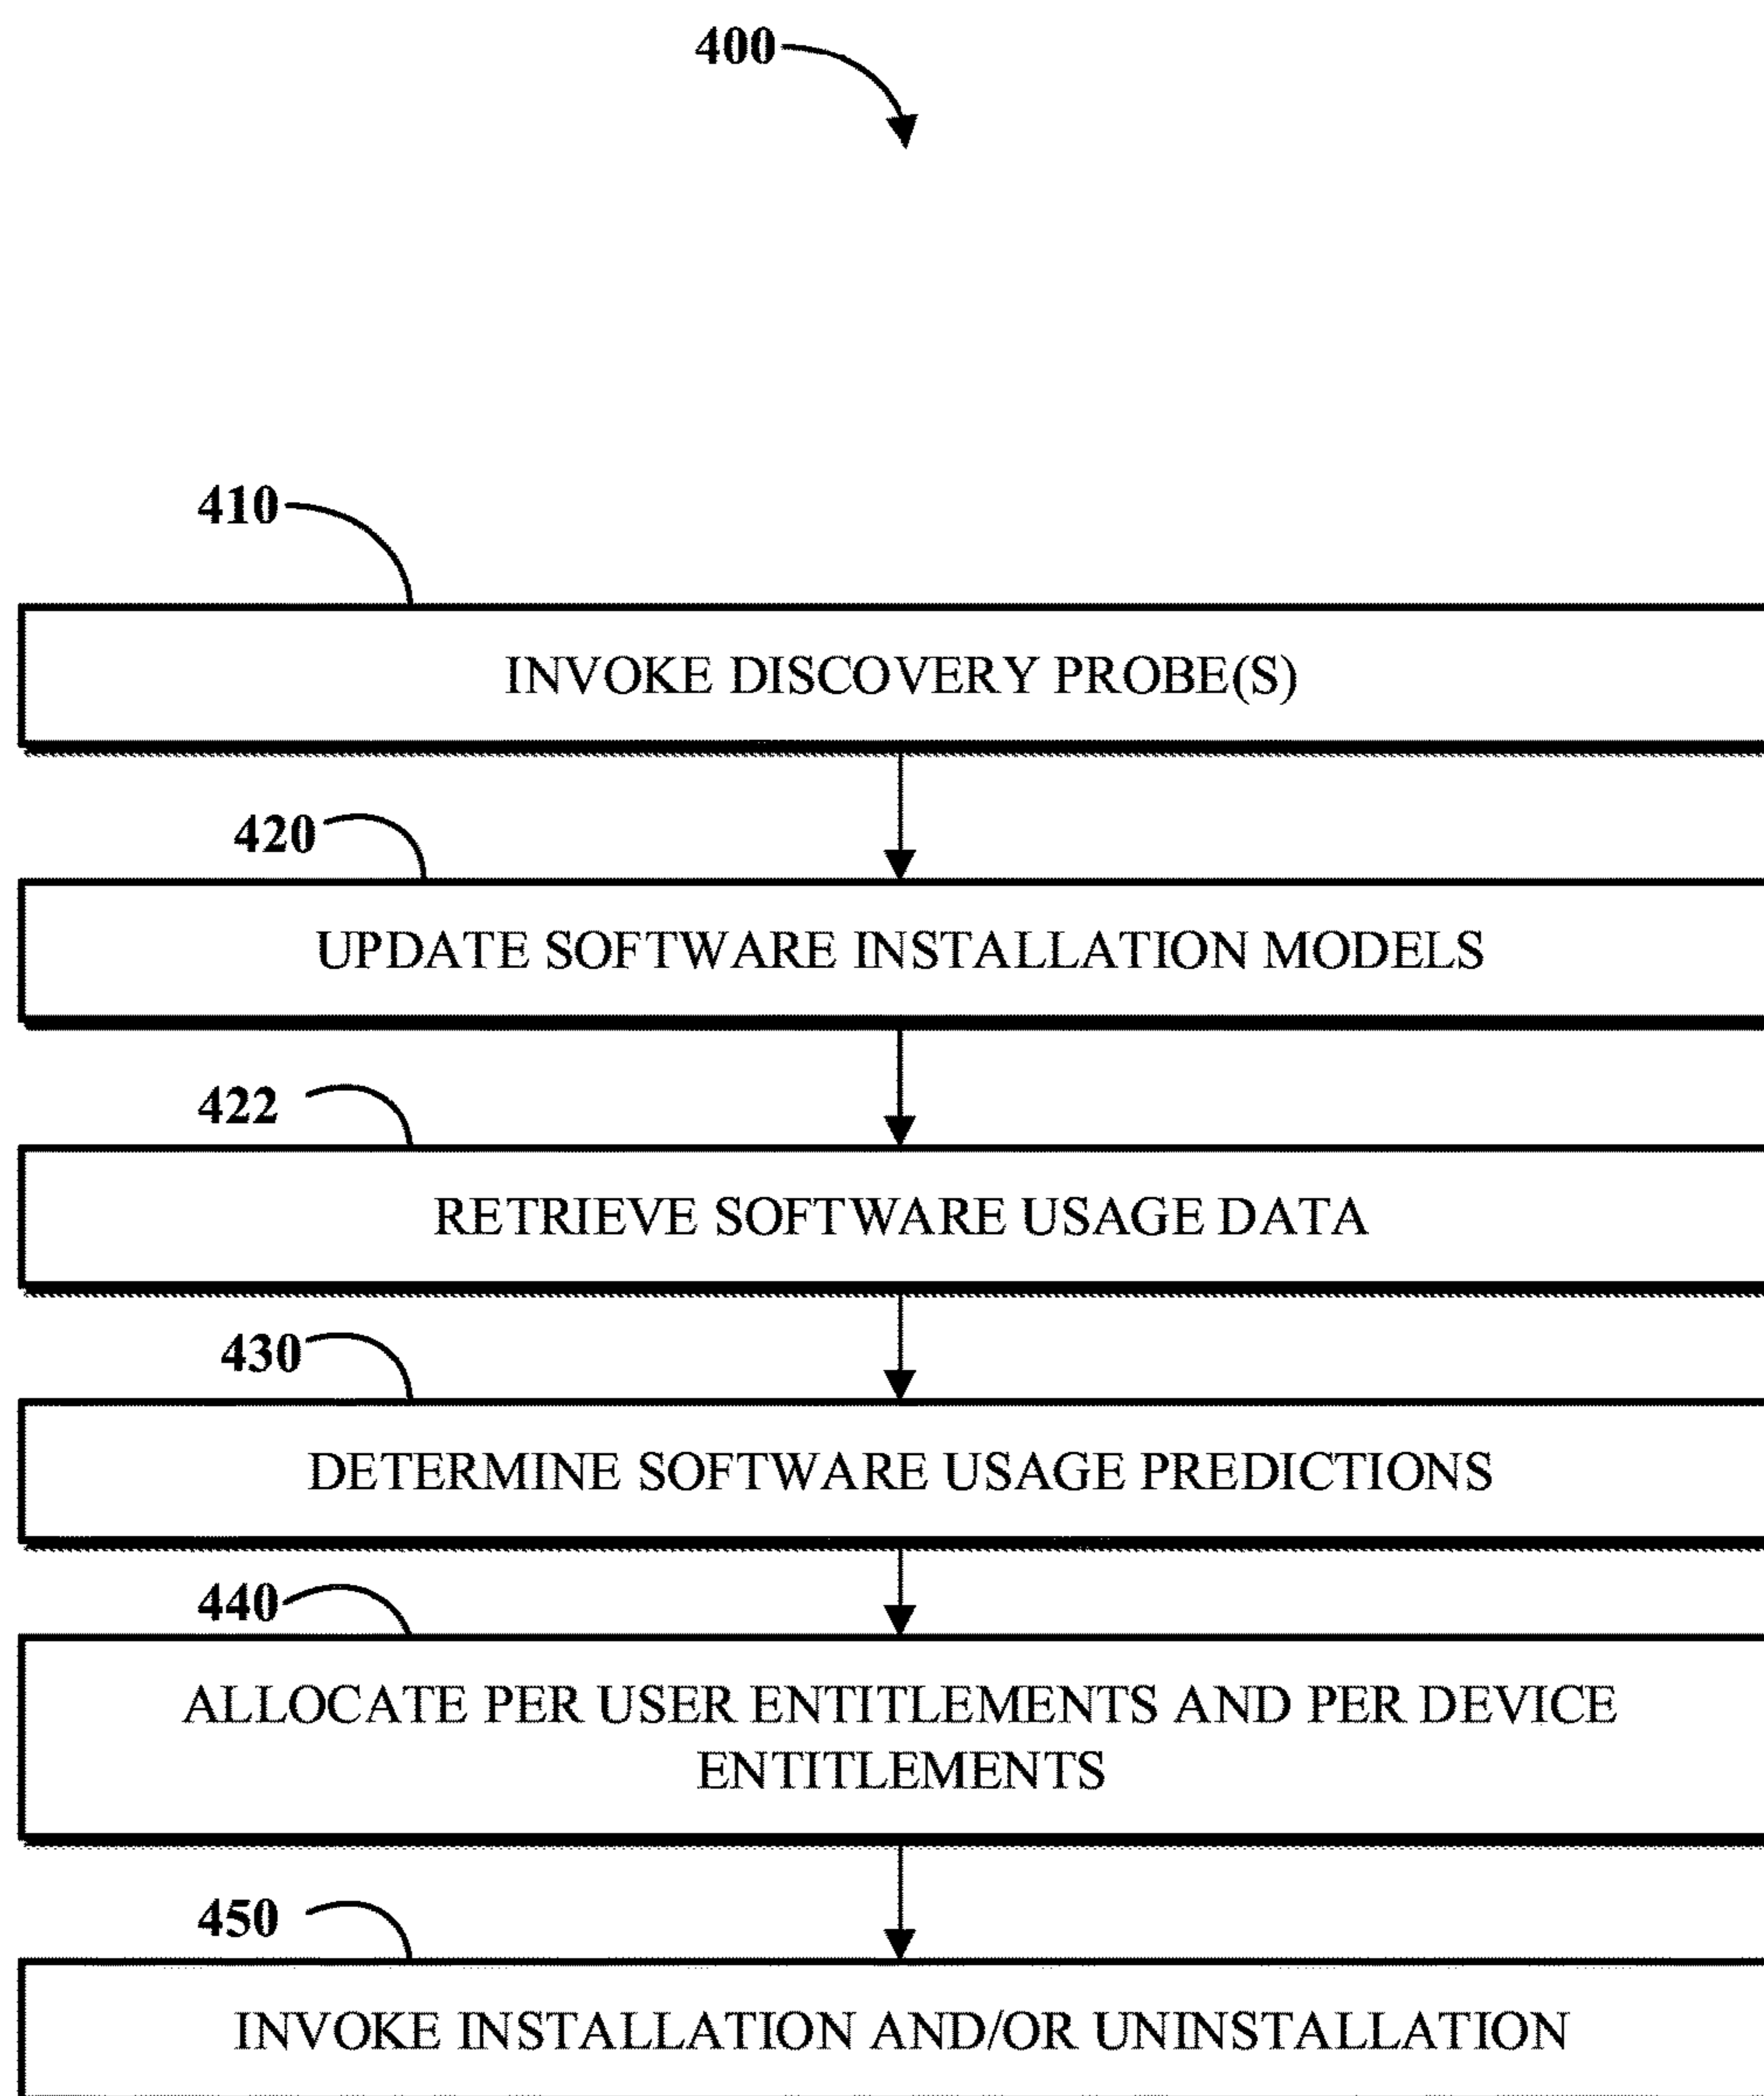 400
410
INVOKE DISCOVERY PROBE(S)
420
UPDATE SOFTWARE INSTALLATION MODELS
422
RETRIEVE SOFTWARE USAGE DATA
430
DETERMINE SOFTWARE USAGE PREDICTIONS
440
ALLOCATE PER USER ENTITLEMENTS AND PER DEVICE
ENTITLEMENTS
450
INVOKE INSTALLATION AND/OR UNINSTALLATION